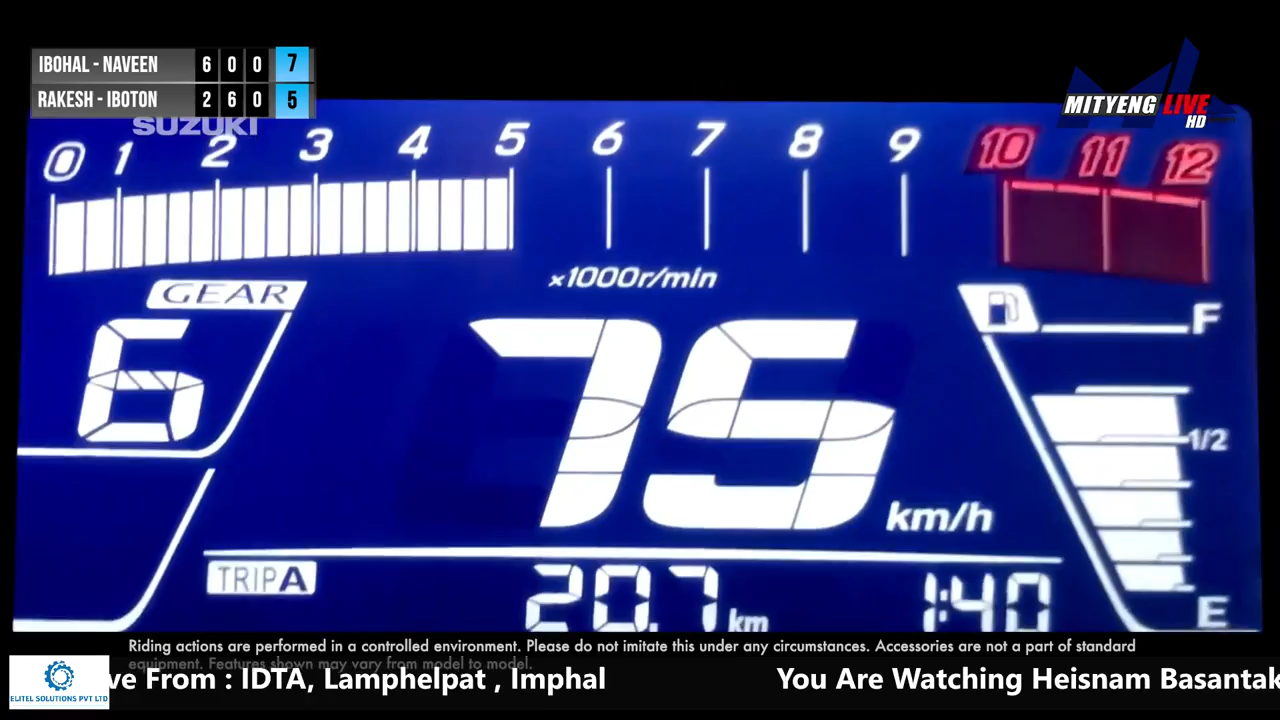 IBOHAL - NAVEEN 6 0 0 7
RAKESH - IBOTON 2 6 0 5
MITYENG LIVE
HD
SUZUKI
0 1 2 3 4 5 6 7 8 9 10 11 12
x1000r/min
GEAR
6
75
km/h
F
1/2
E
TRIP A 20.7 km 1:40
Riding actions are performed in a controlled environment. Please do not imitate this under any circumstances. Accessories are not a part of standard
equipment. Features shown may vary from model to model.
ve From : IDTA, Lamphelpat , Imphal You Are Watching Heisnam Basantak
ELITEL SOLUTIONS PVT LTD